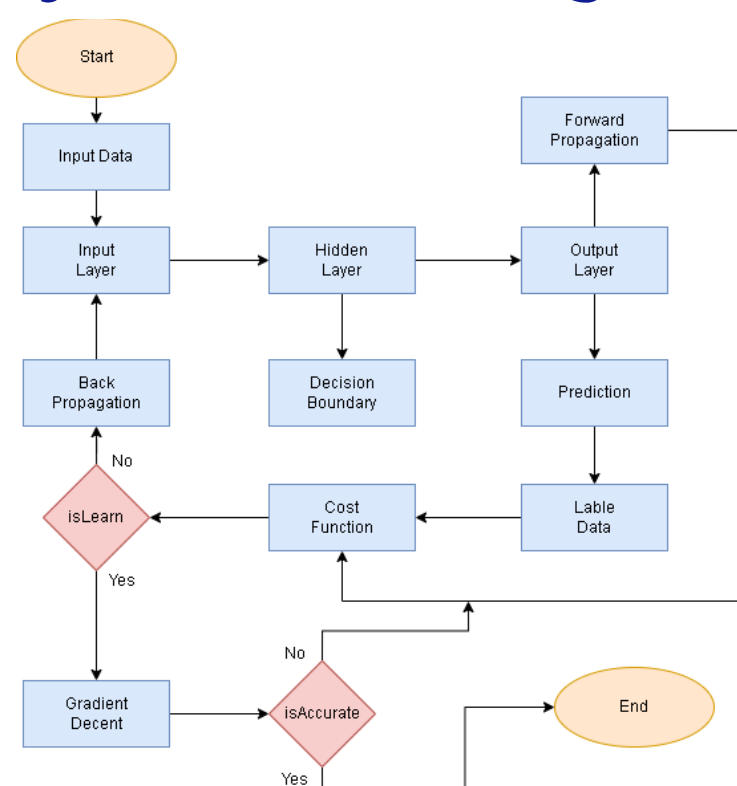 Start
Input Data
Forward
Propagation
Input
Layer
Hidden
Layer
Output
Layer
Back
Propagation
Decision
Boundary
Prediction
No
isLearn
Cost
Function
Lable
Data
Yes
No
Gradient
Decent
isAccurate
End
Yes